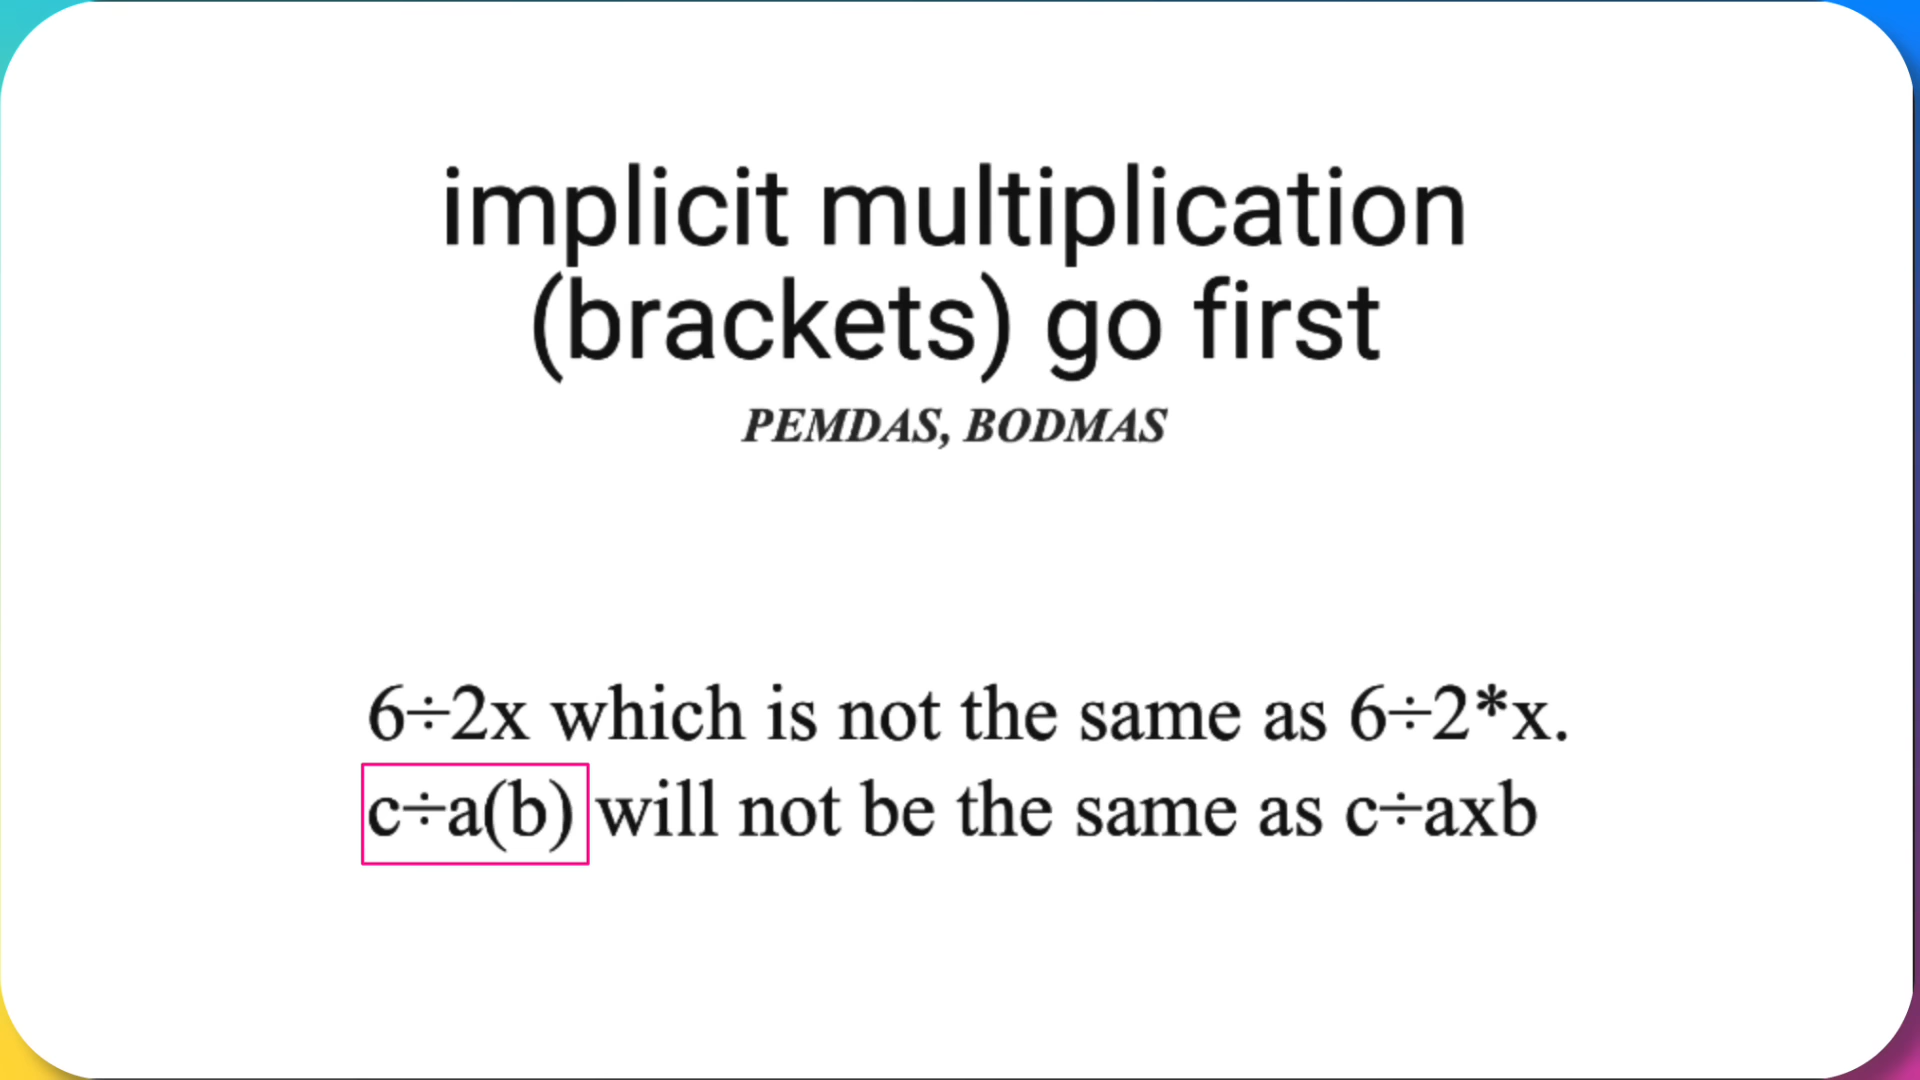 implicit multiplication
(brackets) go first
PEMDAS, BODMAS
6÷2x which is not the same as 6÷2*x.
c÷a(b) will not be the same as c÷axb